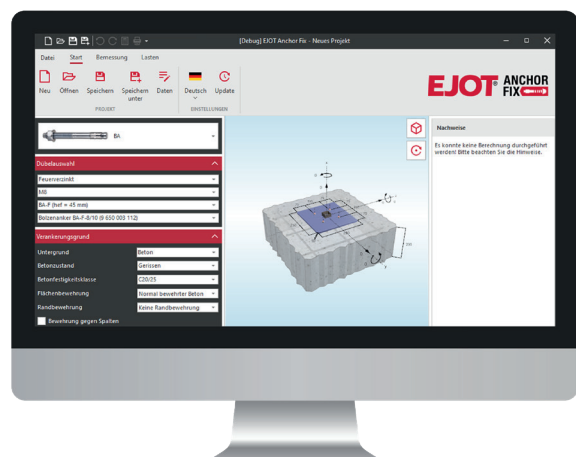 [Debug] EJOT Anchor Fix - Neues Projekt
Datei Start Bemessung Lasten
Neu Öffnen Speichern Speichern unter Daten Deutsch Update
PROJEKT EINSTELLUNGEN
EJOT® ANCHOR FIX
BA
Nachweise
Es konnte keine Berechnung durchgeführt
werden! Bitte beachten Sie die Hinweise.
Dübelauswahl
Feuerverzinkt
M8
BA-F (hef = 45 mm)
Bolzenanker BA-F-8/10 (9 650 003 112)
Verankerungsgrund
Untergrund Beton
Betonzustand Gerissen
Betonfestigkeitsklasse C20/25
Flächenbewehrung Normal bewehrter Beton
Randbewehrung Keine Randbewehrung
Bewehrung gegen Spalten